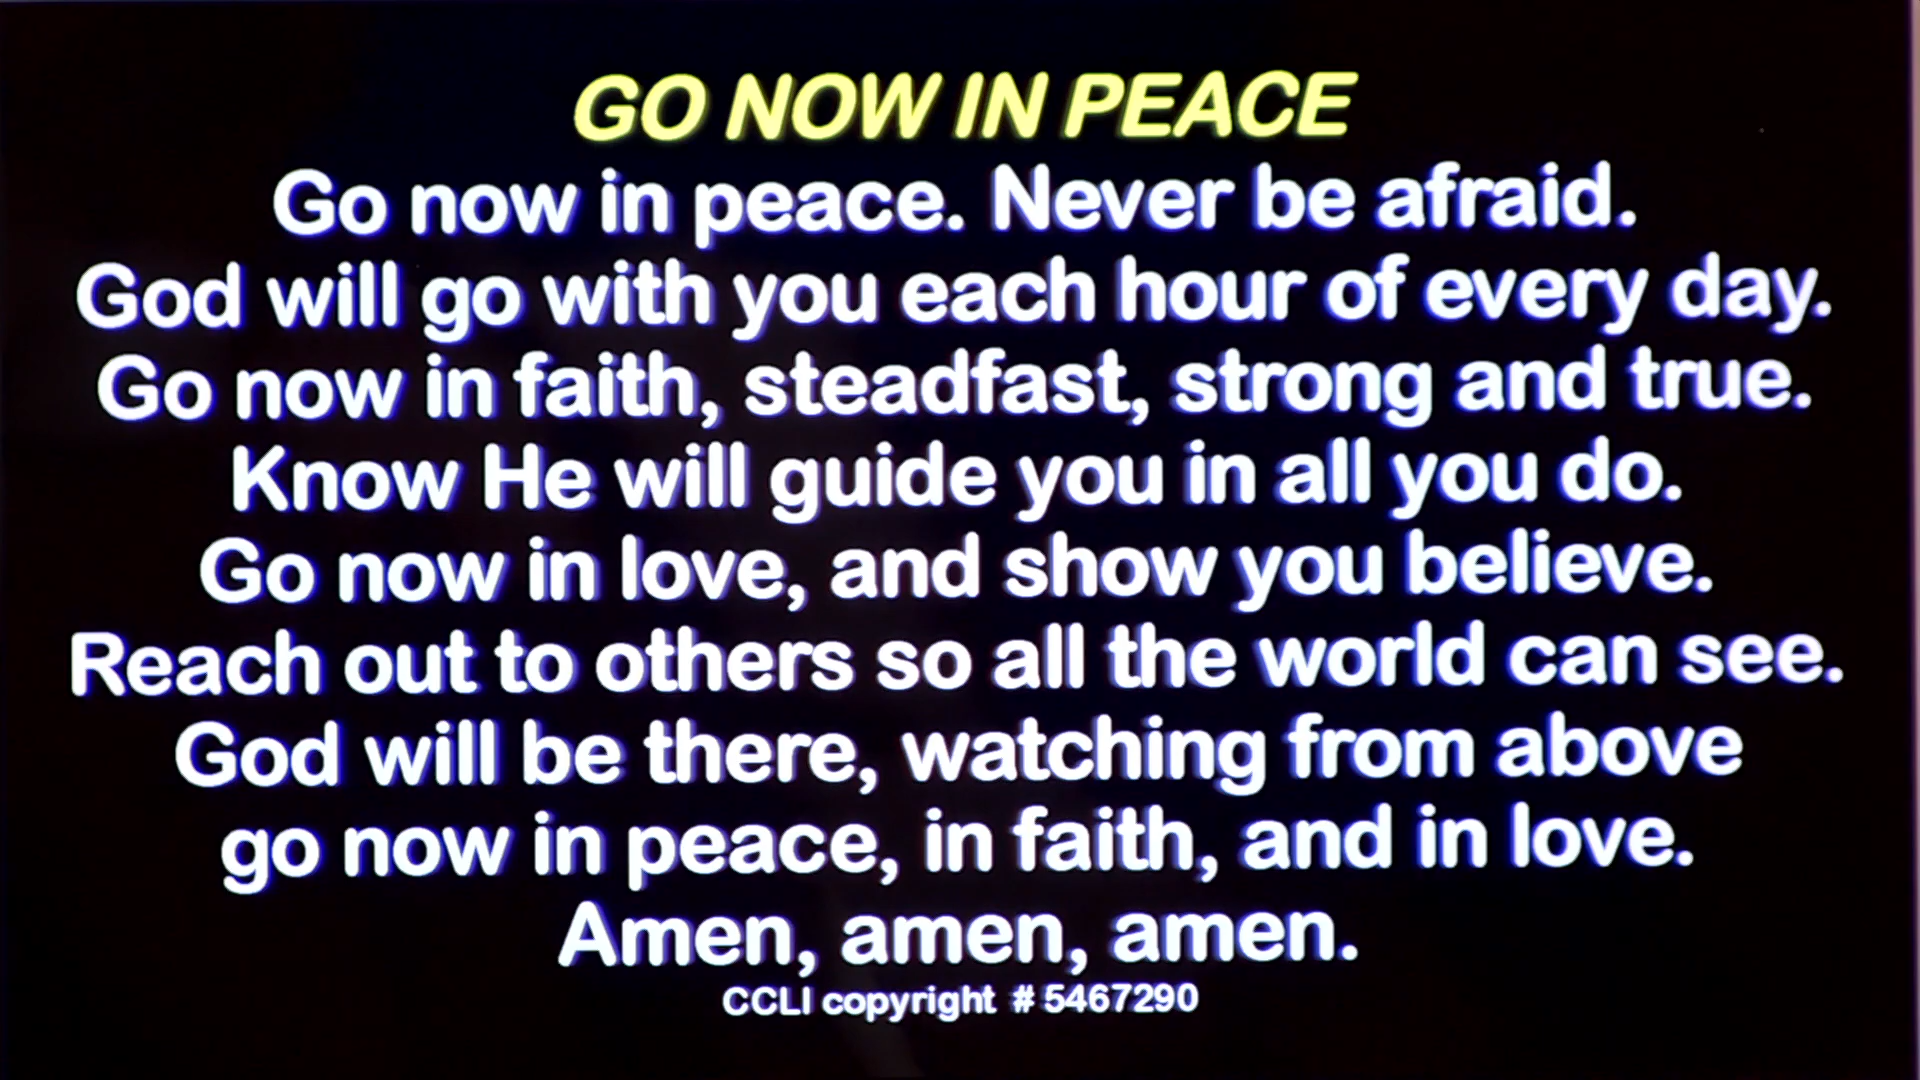 GO NOW IN PEACE
Go now in peace. Never be afraid.
God will go with you each hour of every day.
Go now in faith, steadfast, strong and true.
Know He will guide you in all you do.
Go now in love, and show you believe.
Reach out to others so all the world can see.
God will be there, watching from above
go now in peace, in faith, and in love.
Amen, amen, amen.
CCLI copyright # 5467290